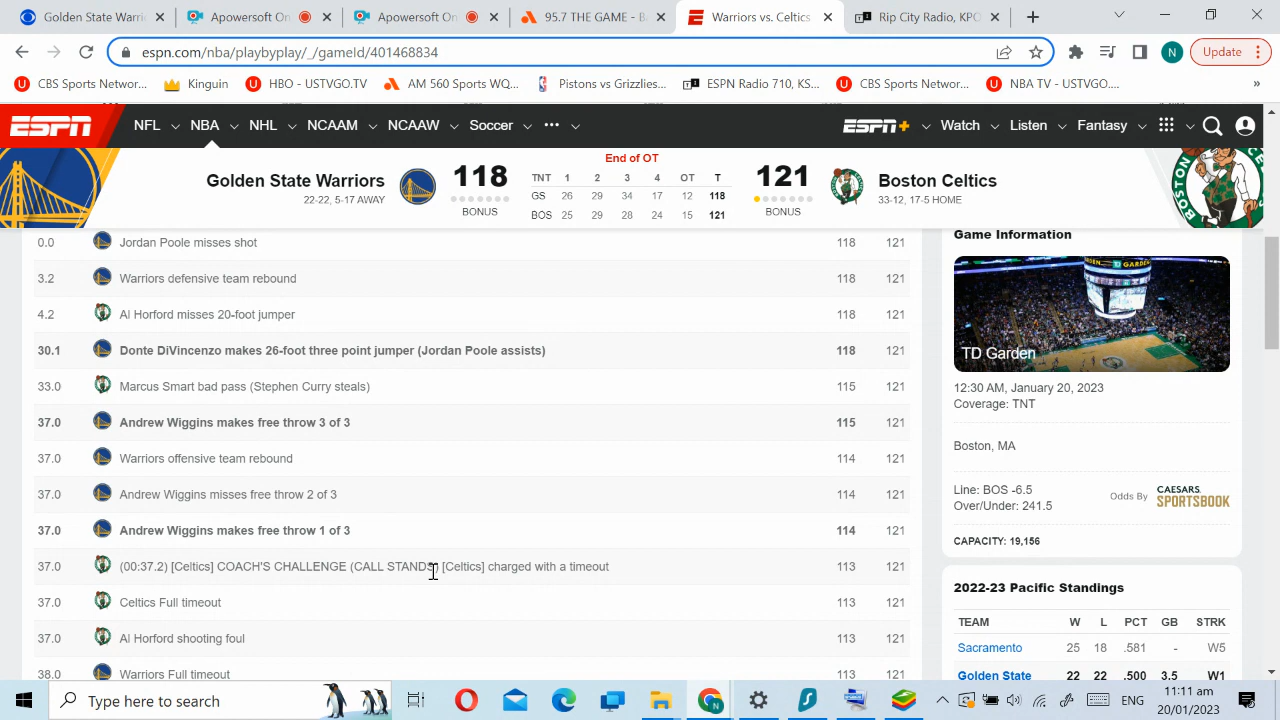 Golden State Warri
Apowersoft On
Apowersoft On
95.7 THE GAME - B
Warriors vs. Celtics
Rip City Radio, KPO
espn.com/nba/playbyplay/_/gameId/401468834
N
Update
CBS Sports Networ...
Kinguin
HBO - USTVGO.TV
AM 560 Sports WQ...
Pistons vs Grizzlies...
ESPN Radio 710, KS...
CBS Sports Networ...
NBA TV - USTVGO....
»
ESPN
NFL
NBA
NHL
NCAAM
NCAAW
Soccer
ESPN+
Watch
Listen
Fantasy
Golden State Warriors
22-22, 5-17 AWAY
118
BONUS
End of OT
TNT 1 2 3 4 OT T
GS 26 29 34 17 12 118
BOS 25 29 28 24 15 121
121
BONUS
Boston Celtics
33-12, 17-5 HOME
0.0 Jordan Poole misses shot 118 121
3.2 Warriors defensive team rebound 118 121
4.2 Al Horford misses 20-foot jumper 118 121
30.1 Donte DiVincenzo makes 26-foot three point jumper (Jordan Poole assists) 118 121
33.0 Marcus Smart bad pass (Stephen Curry steals) 115 121
37.0 Andrew Wiggins makes free throw 3 of 3 115 121
37.0 Warriors offensive team rebound 114 121
37.0 Andrew Wiggins misses free throw 2 of 3 114 121
37.0 Andrew Wiggins makes free throw 1 of 3 114 121
37.0 (00:37.2) [Celtics] COACH'S CHALLENGE (CALL STANDS) [Celtics] charged with a timeout 113 121
37.0 Celtics Full timeout 113 121
37.0 Al Horford shooting foul 113 121
38.0 Warriors Full timeout 113 121
Game Information
TD Garden
12:30 AM, January 20, 2023
Coverage: TNT
Boston, MA
Line: BOS -6.5
Over/Under: 241.5
Odds By
CAESARS
SPORTSBOOK
CAPACITY: 19,156
2022-23 Pacific Standings
TEAM W L PCT GB STRK
Sacramento 25 18 .581 - W5
Golden State 22 22 .500 3.5 W1
Type here to search
ENG
11:11 am
20/01/2023